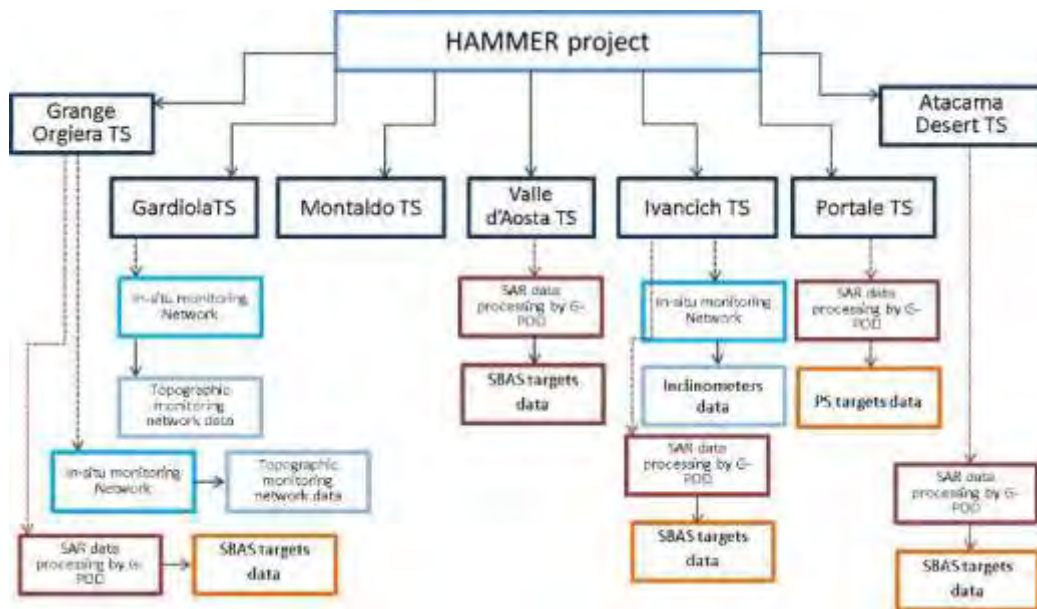 HAMMER project
Grange
Orgiera TS
Atacama
Desert TS
GardiolaTS
Montaldo TS
Valle
d'Aosta TS
Ivancich TS
Portale TS
In-situ monitoring
Network
SAR data
processing by G-
POD
In-situ monitoring
Network
SAR data
processing by G-
POD
Topographic
monitoring
network data
SBAS targets
data
Inclinometers
data
PS targets data
In-situ monitoring
Network
Topographic
monitoring
network data
SAR data
processing by G-
POD
SAR data
processing by G-
POD
SAR data
processing by G-
POD
SBAS targets
data
SBAS targets
data
SBAS targets
data